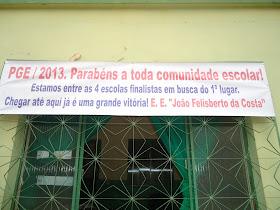 PGE / 2013. Parabéns a toda comunidade escolar!
Estamos entre as 4 escolas finalistas em busca do 1º lugar.
Chegar até aqui já é uma grande vitória! E. E. "João Felisberto da Costa"